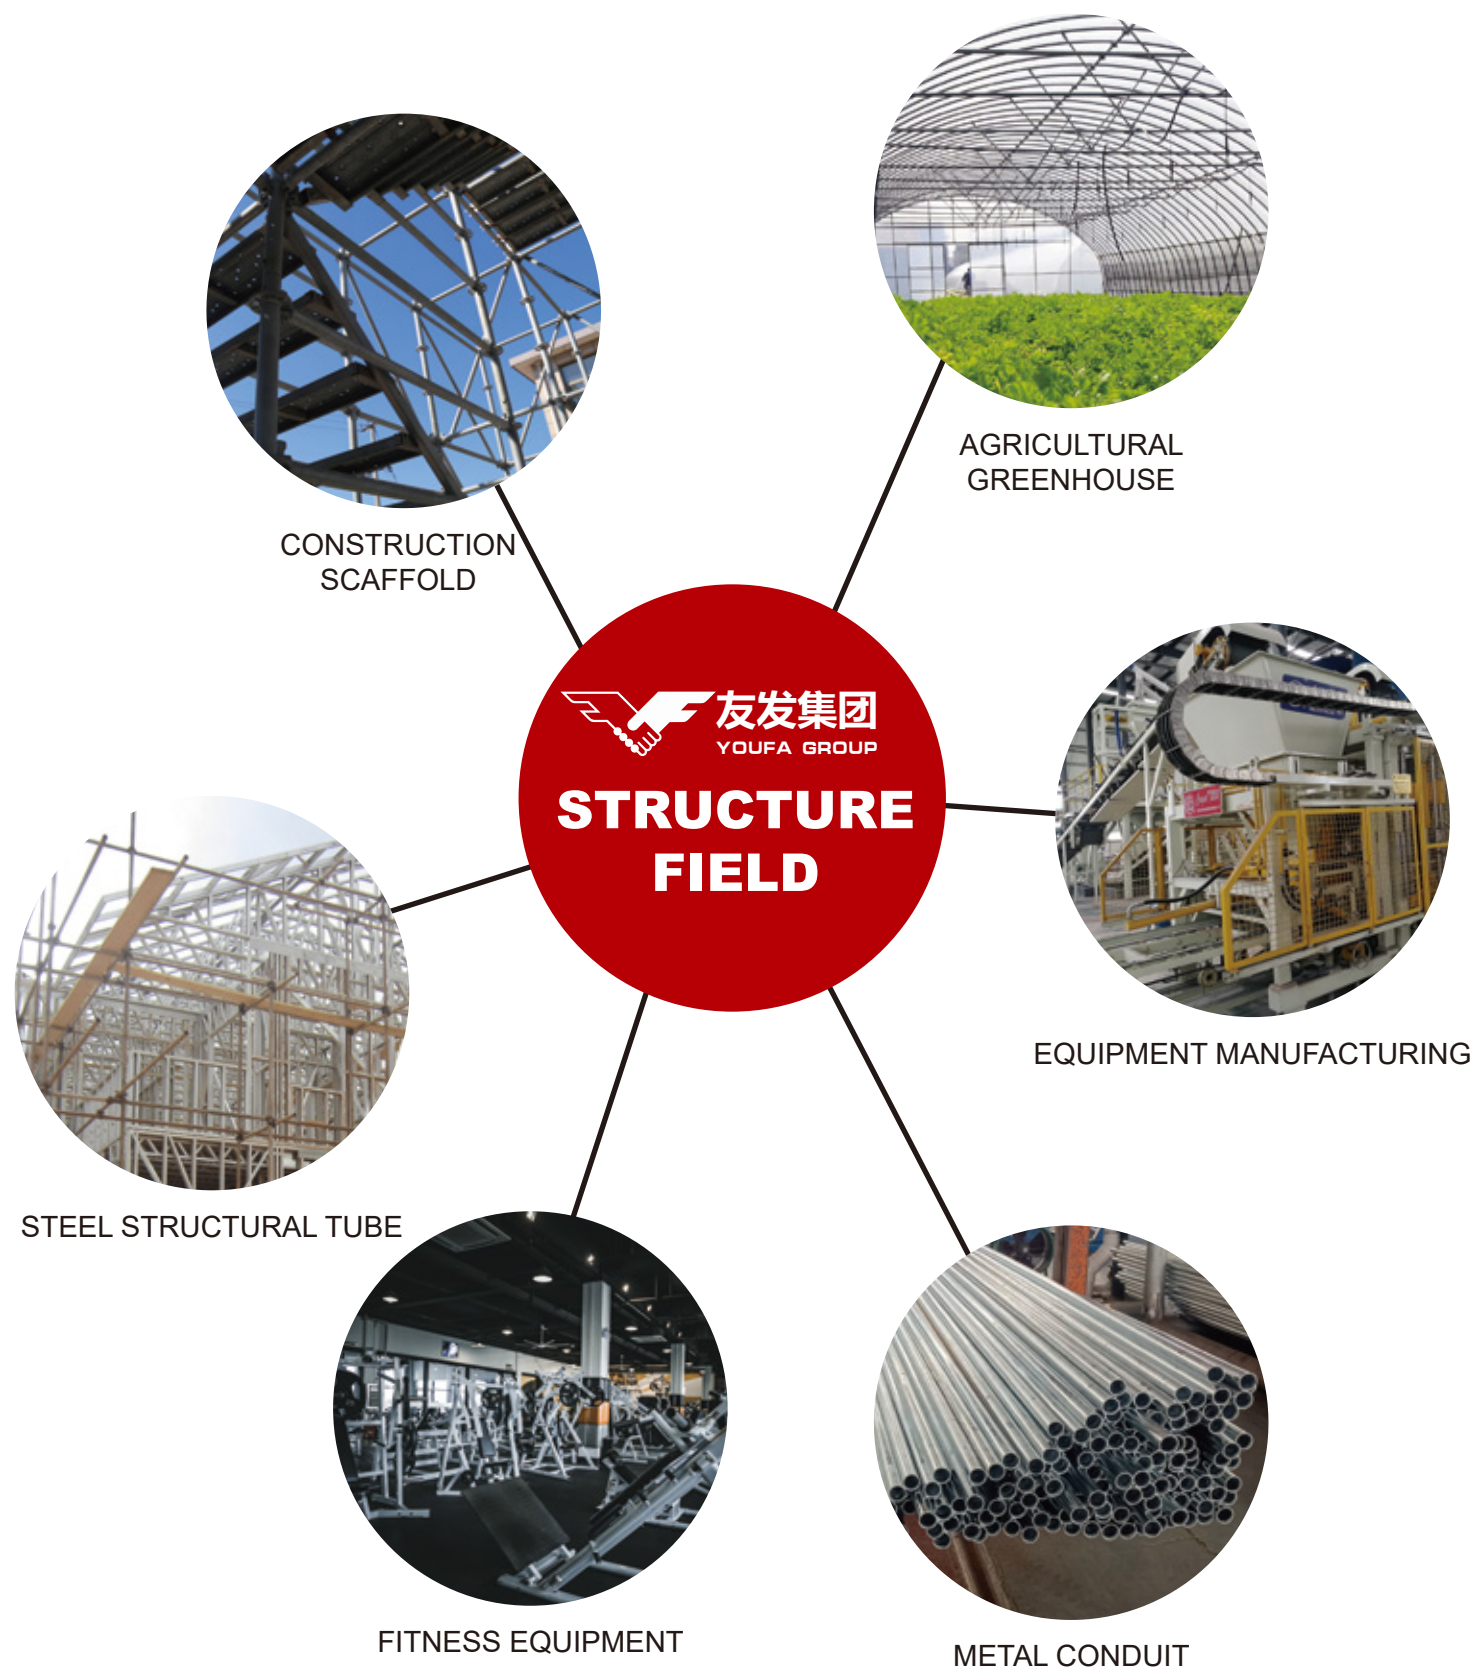 AGRICULTURAL
GREENHOUSE
CONSTRUCTION
SCAFFOLD
友发集团
YOUFA GROUP
STRUCTURE
FIELD
EQUIPMENT MANUFACTURING
STEEL STRUCTURAL TUBE
FITNESS EQUIPMENT
METAL CONDUIT